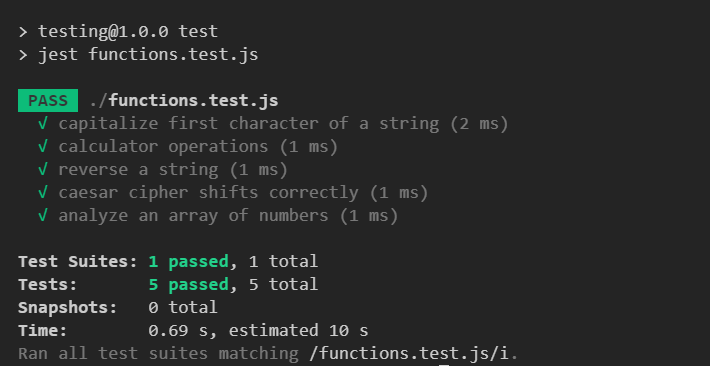 > testing@1.0.0 test
> jest functions.test.js
PASS ./functions.test.js
√ capitalize first character of a string (2 ms)
√ calculator operations (1 ms)
√ reverse a string (1 ms)
√ caesar cipher shifts correctly (1 ms)
√ analyze an array of numbers (1 ms)
Test Suites: 1 passed, 1 total
Tests: 5 passed, 5 total
Snapshots: 0 total
Time: 0.69 s, estimated 10 s
Ran all test suites matching /functions.test.js/i.